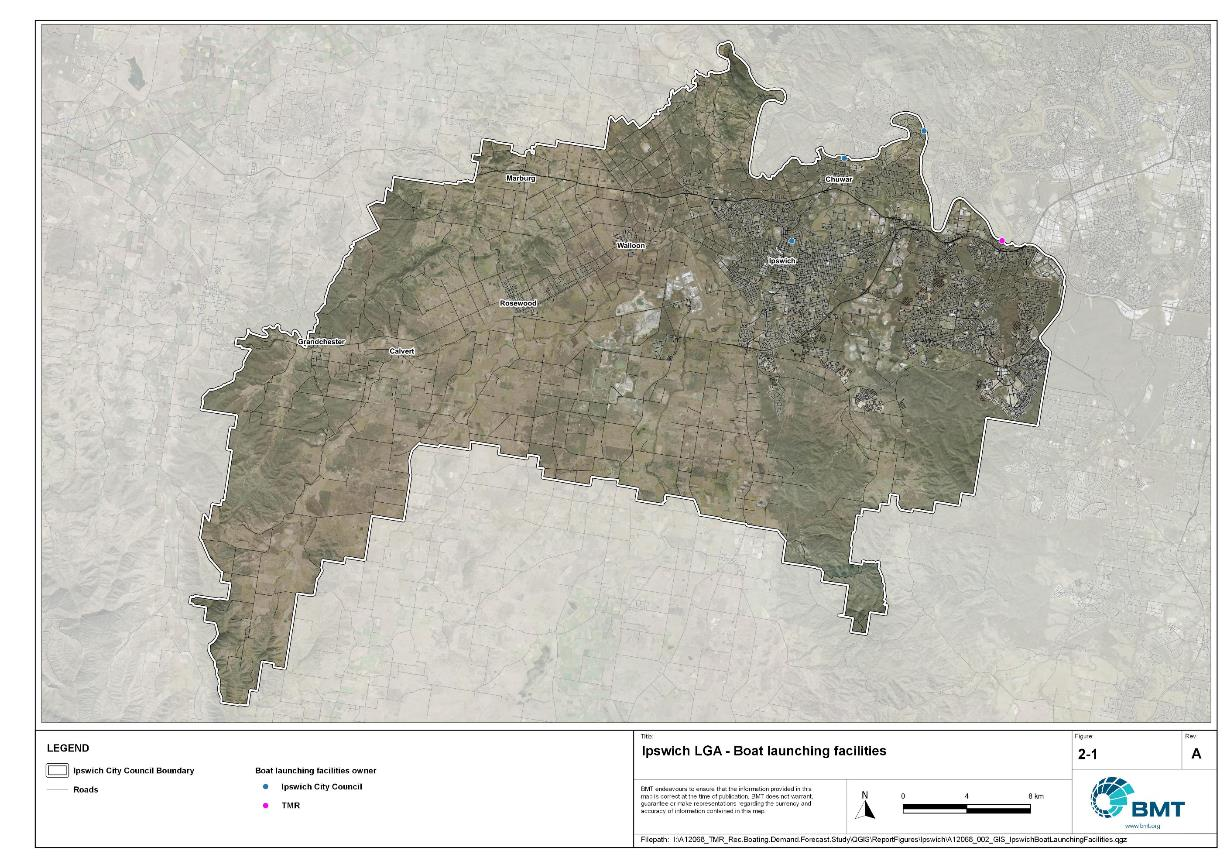 Marburg
Chuwar
Walloon
Ipswich
Rosewood
Grandchester
Calvert
LEGEND
Ipswich City Council Boundary
Roads
Boat launching facilities owner
Ipswich City Council
TMR
Title:
Ipswich LGA - Boat launching facilities
Figure:
2-1
Rev:
A
BMT endeavours to ensure that the information provided in this
map is correct at the time of publication. BMT does not warrant,
guarantee or make representations regarding the currency and
accuracy of information contained in this map.
N
0 4 8 km
BMT
www.bmt.org
Filepath: I:\A12068_TMR_Rec.Boating.Demand.Forecast.Study\QGIS\ReportFigures\Ipswich\A12068_002_GIS_IpswichBoatLaunchingFacilities.qgz